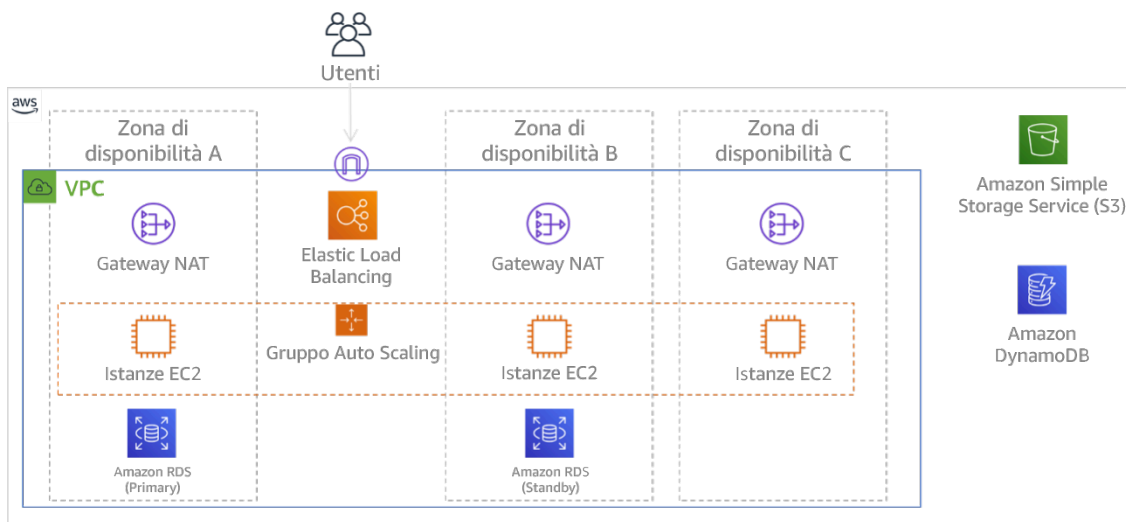 Utenti
aws
Zona di
disponibilità A
Zona di
disponibilità B
Zona di
disponibilità C
VPC
Gateway NAT
Elastic Load
Balancing
Gateway NAT
Gateway NAT
Amazon Simple
Storage Service (S3)
Gruppo Auto Scaling
Istanze EC2
Istanze EC2
Istanze EC2
Amazon
DynamoDB
Amazon RDS
(Primary)
Amazon RDS
(Standby)